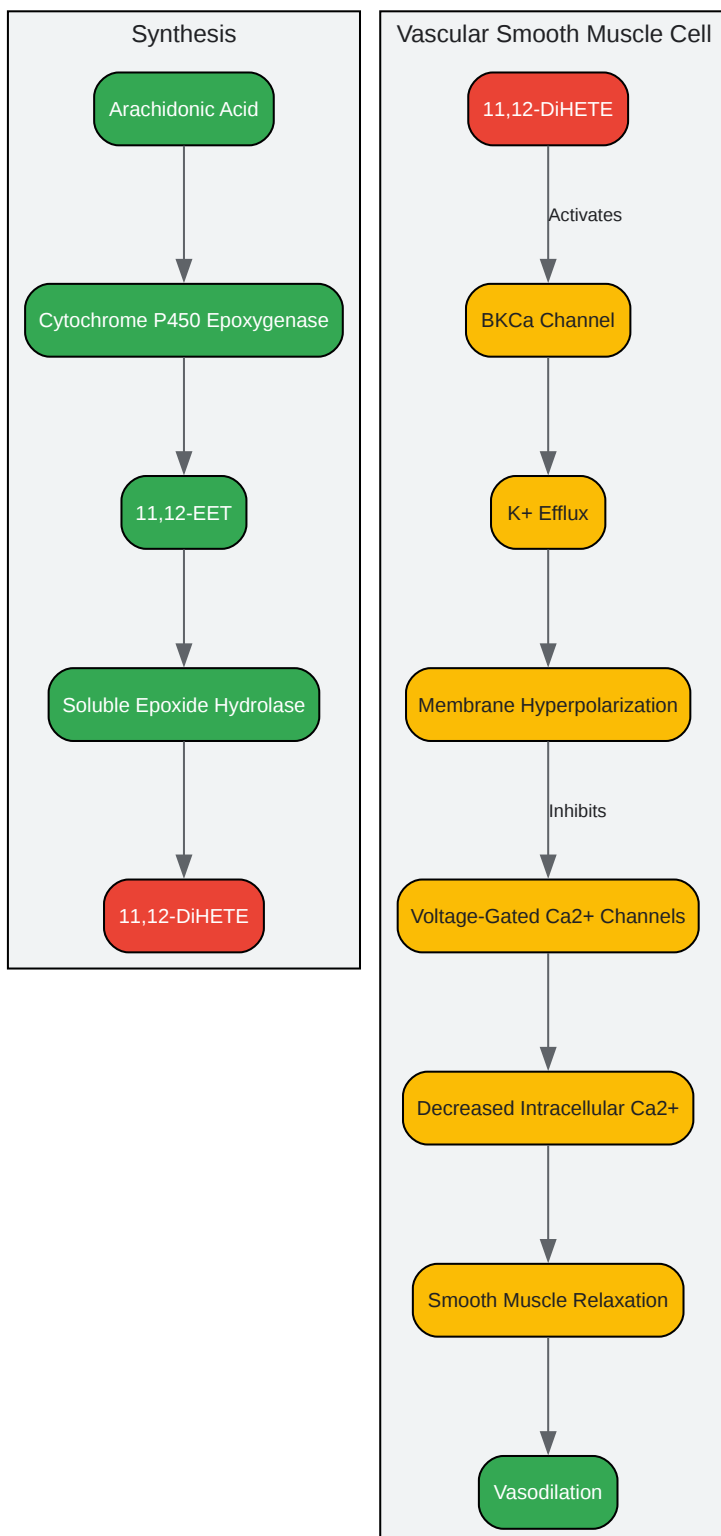 Synthesis
Arachidonic Acid
Cytochrome P450 Epoxygenase
11,12-EET
Soluble Epoxide Hydrolase
11,12-DiHETE
Vascular Smooth Muscle Cell
11,12-DiHETE
Activates
BKCa Channel
K+ Efflux
Membrane Hyperpolarization
Inhibits
Voltage-Gated Ca2+ Channels
Decreased Intracellular Ca2+
Smooth Muscle Relaxation
Vasodilation